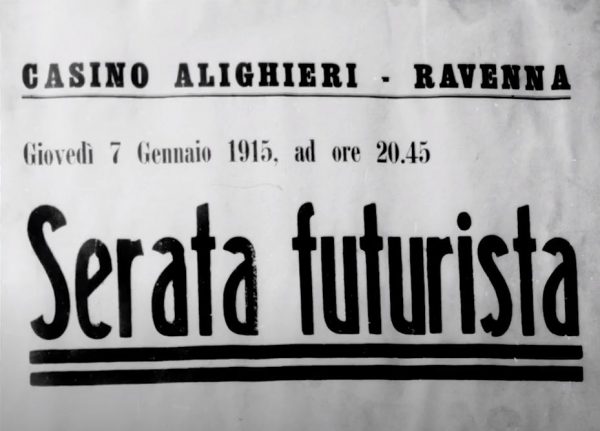 CASINO ALIGHIERI - RAVENNA
Giovedì 7 Gennaio 1915, ad ore 20.45
Serata futurista